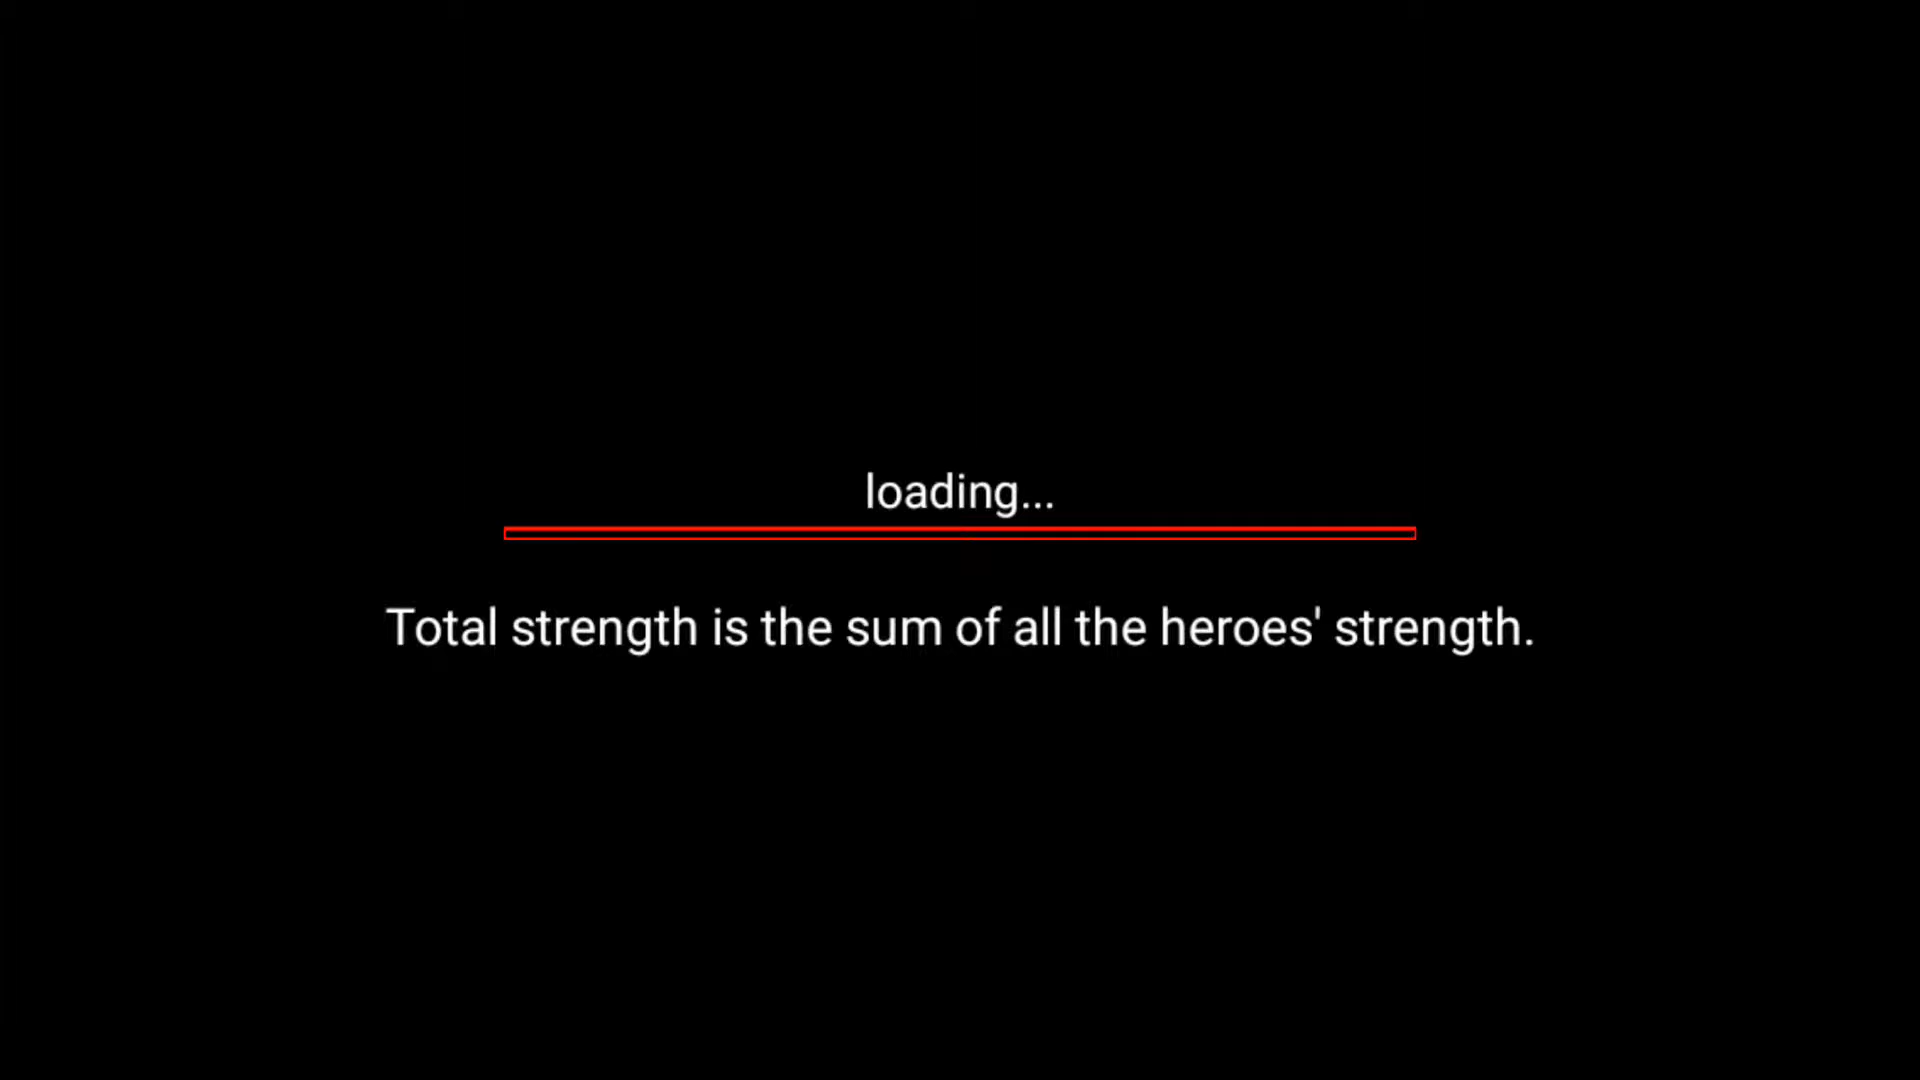 loading...
Total strength is the sum of all the heroes' strength.